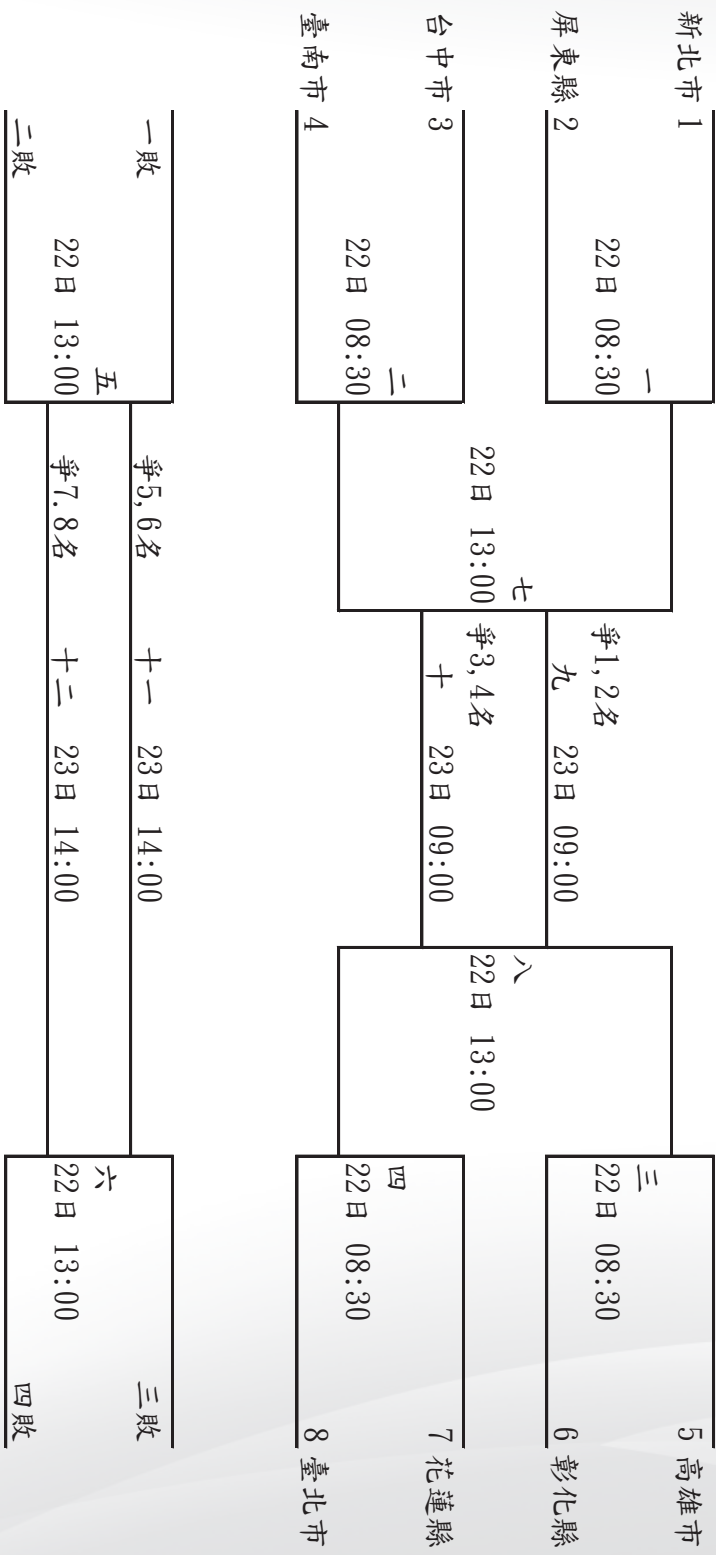 新北市 1
屏東縣 2
台中市 3
臺南市 4
一
22日 08:30
二
22日 08:30
七
22日 13:00
爭1,2名
九 23日 09:00
爭3,4名
十 23日 09:00
八
22日 13:00
三
22日 08:30
四
22日 08:30
5 高雄市
6 彰化縣
7 花蓮縣
8 臺北市
一敗
二敗
五
22日 13:00
爭5,6名 十一 23日 14:00
爭7.8名 十二 23日 14:00
六
22日 13:00
三敗
四敗